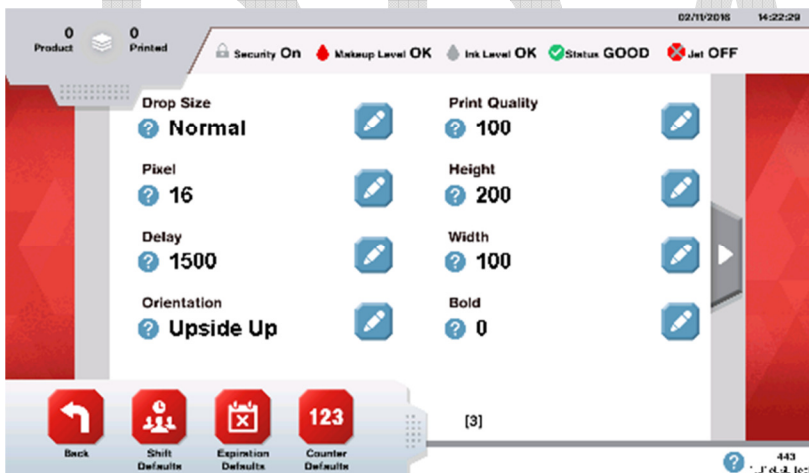 02/11/2016 14:22:29
0 Product
0 Printed
Security On
Makeup Level OK
Ink Level OK
Status GOOD
Jet OFF
Drop Size
? Normal
Print Quality
? 100
Pixel
? 16
Height
? 200
Delay
? 1500
Width
? 100
Orientation
? Upside Up
Bold
? 0
Back
Shift Defaults
Expiration Defaults
123
Counter Defaults
[3]
? 443